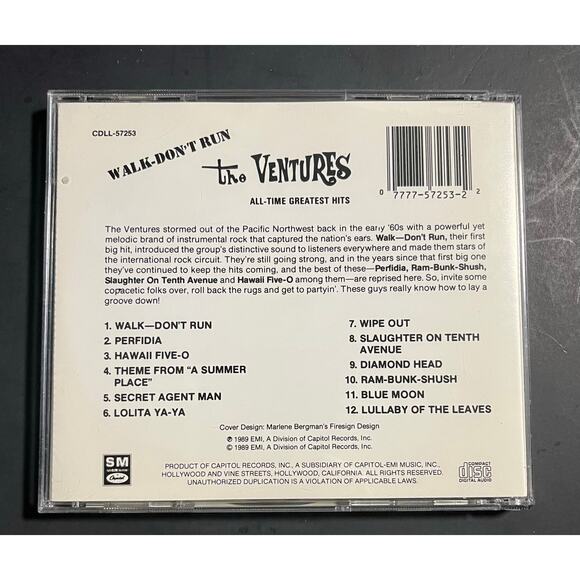 CDLL-57253
WALK-DON'T RUN
the VENTURES
ALL-TIME GREATEST HITS
0 7777-57253-2 2
The Ventures stormed out of the Pacific Northwest back in the early '60s with a powerful yet
melodic brand of instrumental rock that captured the nation's ears. Walk—Don't Run, their first
big hit, introduced the group's distinctive sound to listeners everywhere and made them stars of
the international rock circuit. They're still going strong, and in the years since that first big one
they've continued to keep the hits coming, and the best of these—Perfidia, Ram-Bunk-Shush,
Slaughter On Tenth Avenue and Hawaii Five-O among them—are reprised here. So, invite some
copacetic folks over, roll back the rugs and get to partyin'. These guys really know how to lay a
groove down!
1. WALK—DON'T RUN
2. PERFIDIA
3. HAWAII FIVE-O
4. THEME FROM "A SUMMER
PLACE"
5. SECRET AGENT MAN
6. LOLITA YA-YA
7. WIPE OUT
8. SLAUGHTER ON TENTH
AVENUE
9. DIAMOND HEAD
10. RAM-BUNK-SHUSH
11. BLUE MOON
12. LULLABY OF THE LEAVES
Cover Design: Marlene Bergman's Firesign Design
℗ 1989 EMI, A Division of Capitol Records, Inc.
© 1989 EMI, A Division of Capitol Records, Inc.
SM
Capitol
PRODUCT OF CAPITOL RECORDS, INC., A SUBSIDIARY OF CAPITOL-EMI MUSIC, INC.,
HOLLYWOOD AND VINE STREETS, HOLLYWOOD, CALIFORNIA. ALL RIGHTS RESERVED.
UNAUTHORIZED DUPLICATION IS A VIOLATION OF APPLICABLE LAWS.
COMPACT
disc
DIGITAL AUDIO